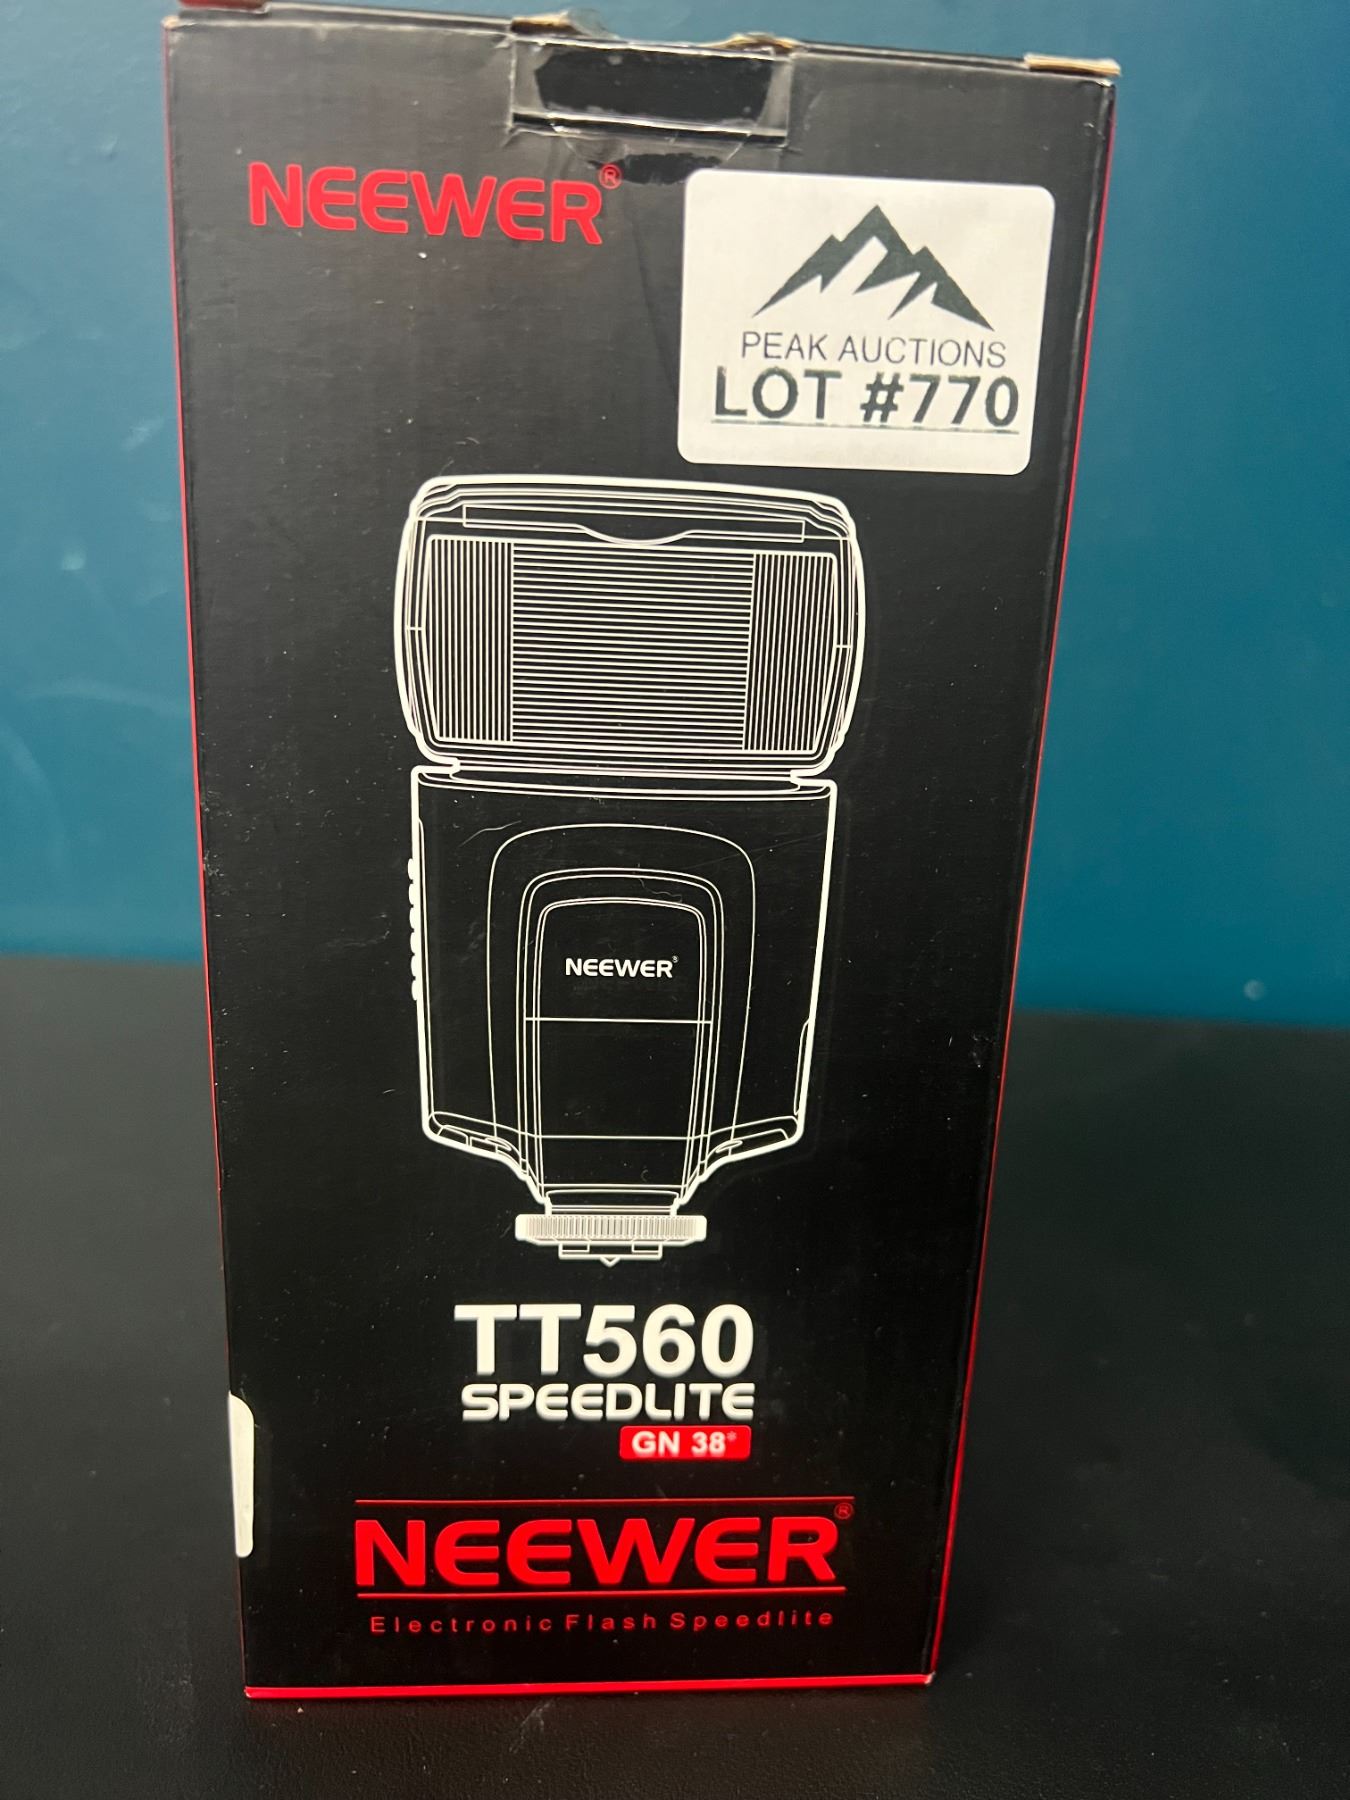 NEEWER®
PEAK AUCTIONS
LOT #770
NEEWER®
TT560
SPEEDLITE
GN 38*
NEEWER®
Electronic Flash Speedlite